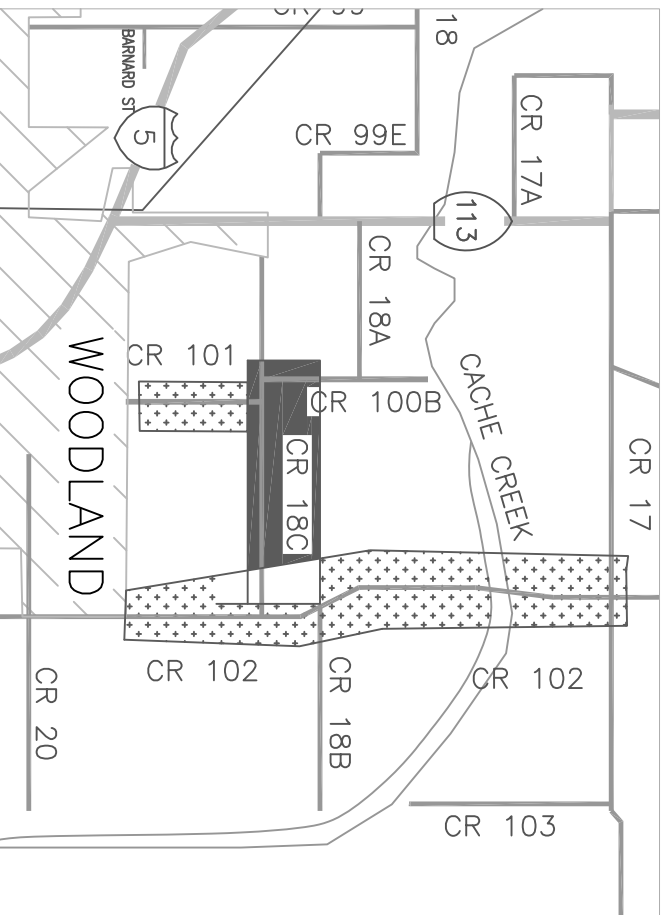 18
BARNARD ST
5
CR 99E
CR 17A
113
CR 18A
CR 101
CR 100B
WOODLAND
CACHE CREEK
CR 17
CR 18C
CR 102
CR 102
CR 20
CR 18B
CR 103